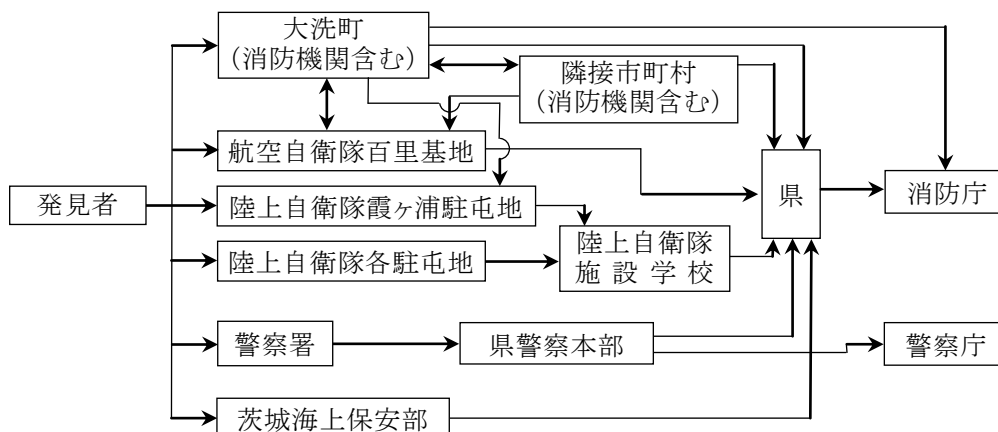 大洗町
（消防機関含む）
隣接市町村
（消防機関含む）
航空自衛隊百里基地
発見者
陸上自衛隊霞ヶ浦駐屯地
県
消防庁
陸上自衛隊各駐屯地
陸上自衛隊
施設学校
警察署
県警察本部
警察庁
茨城海上保安部